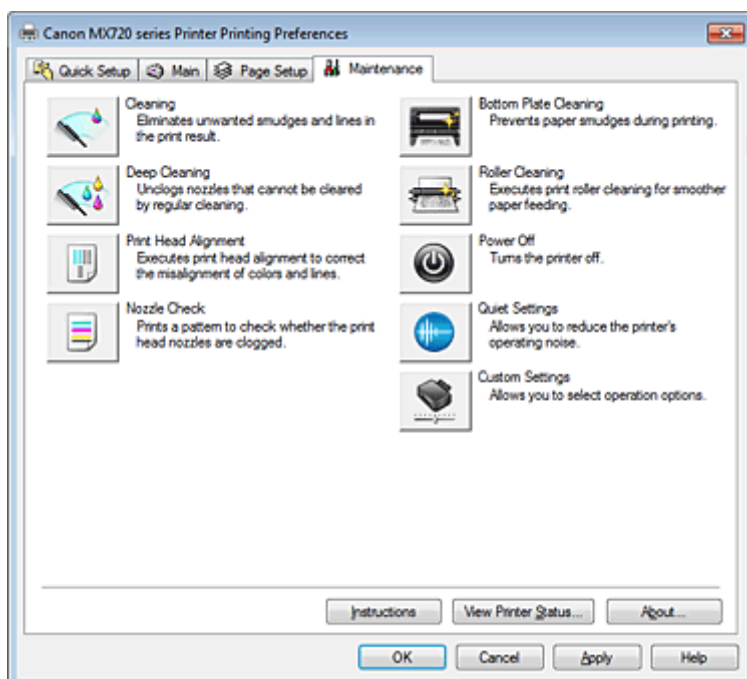 Canon MX720 series Printer Printing Preferences
Quick Setup
Main
Page Setup
Maintenance
Cleaning
Eliminates unwanted smudges and lines in
the print result.
Deep Cleaning
Unclogs nozzles that cannot be cleared
by regular cleaning.
Print Head Alignment
Executes print head alignment to correct
the misalignment of colors and lines.
Nozzle Check
Prints a pattern to check whether the print
head nozzles are clogged.
Bottom Plate Cleaning
Prevents paper smudges during printing.
Roller Cleaning
Executes print roller cleaning for smoother
paper feeding.
Power Off
Turns the printer off.
Quiet Settings
Allows you to reduce the printer's
operating noise.
Custom Settings
Allows you to select operation options.
Instructions
View Printer Status...
About...
OK
Cancel
Apply
Help